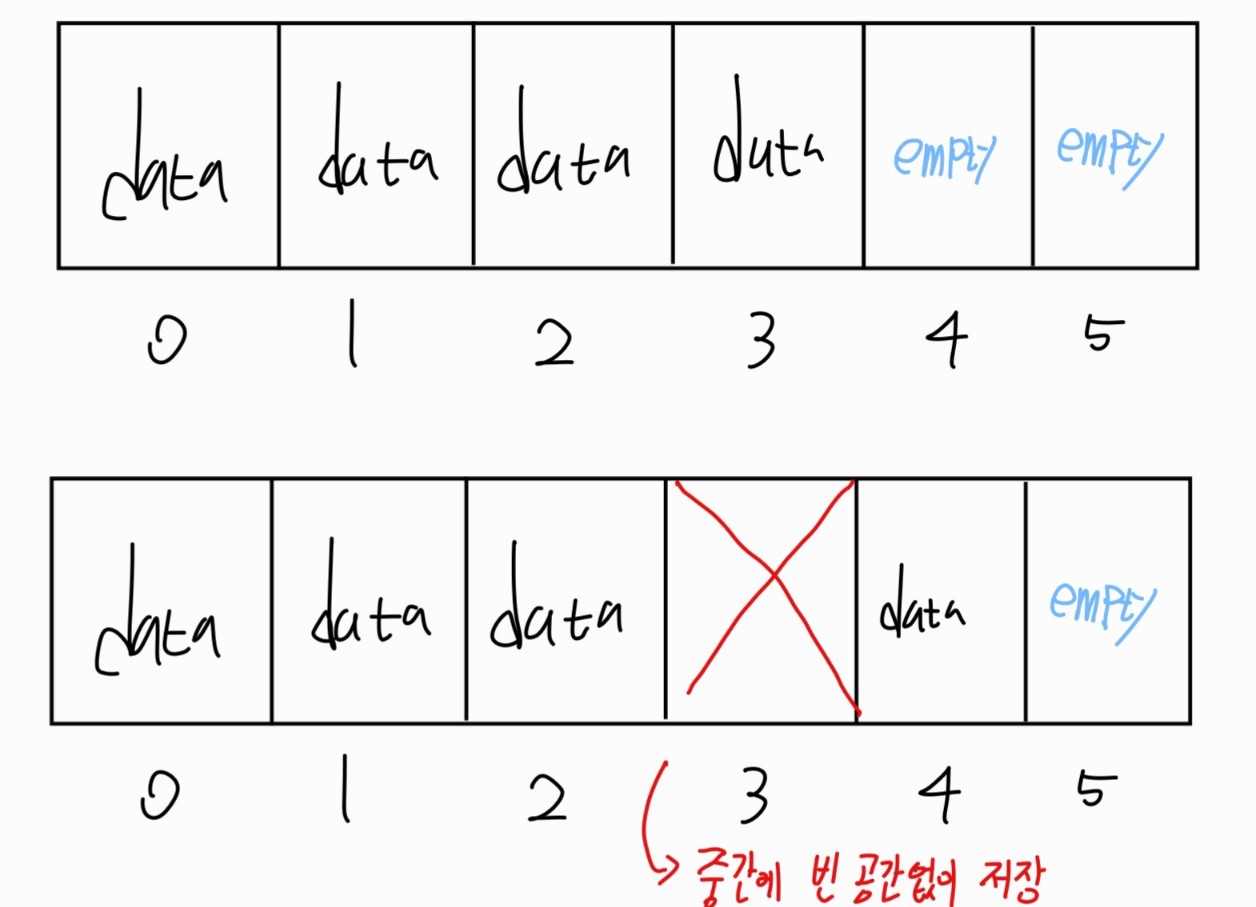 data data data data empty empty
0 1 2 3 4 5
data data data data empty
0 1 2 3 4 5
중간에 빈 공간없이 저장